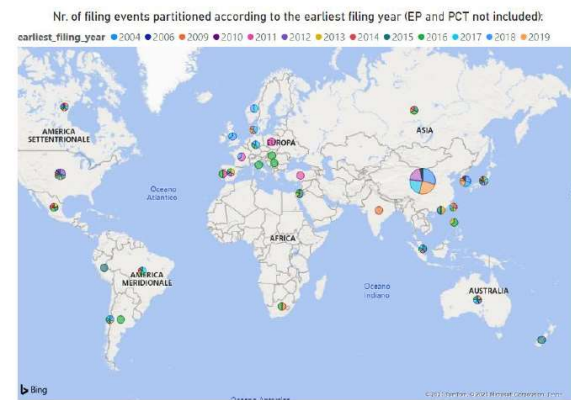 Nr. of filing events partitioned according to the earliest filing year (EP and PCT not included):
earliest_filing_year 2004 2006 2009 2010 2011 2012 2013 2014 2015 2016 2017 2018 2019
AMERICA
SETTENTRIONALE
EUROPA
ASIA
Oceano
Atlantico
AFRICA
AMERICA
MERIDIONALE
Oceano
Indiano
AUSTRALIA
Bing